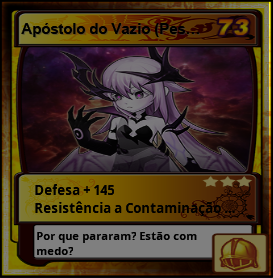 Apóstolo do Vazio (Pes... 73
Defesa + 145
Resistência a Contaminação ...
Por que pararam? Estão com
medo?